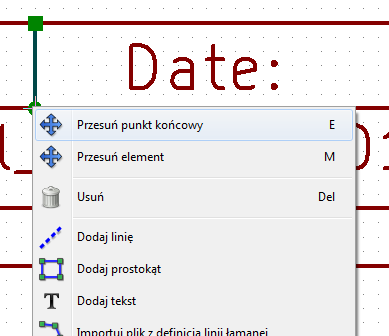 Date:
Przesuń punkt końcowy E
Przesuń element M
Usuń Del
Dodaj linię
Dodaj prostokąt
Dodaj tekst
Importuj plik z definicją linii łamanej